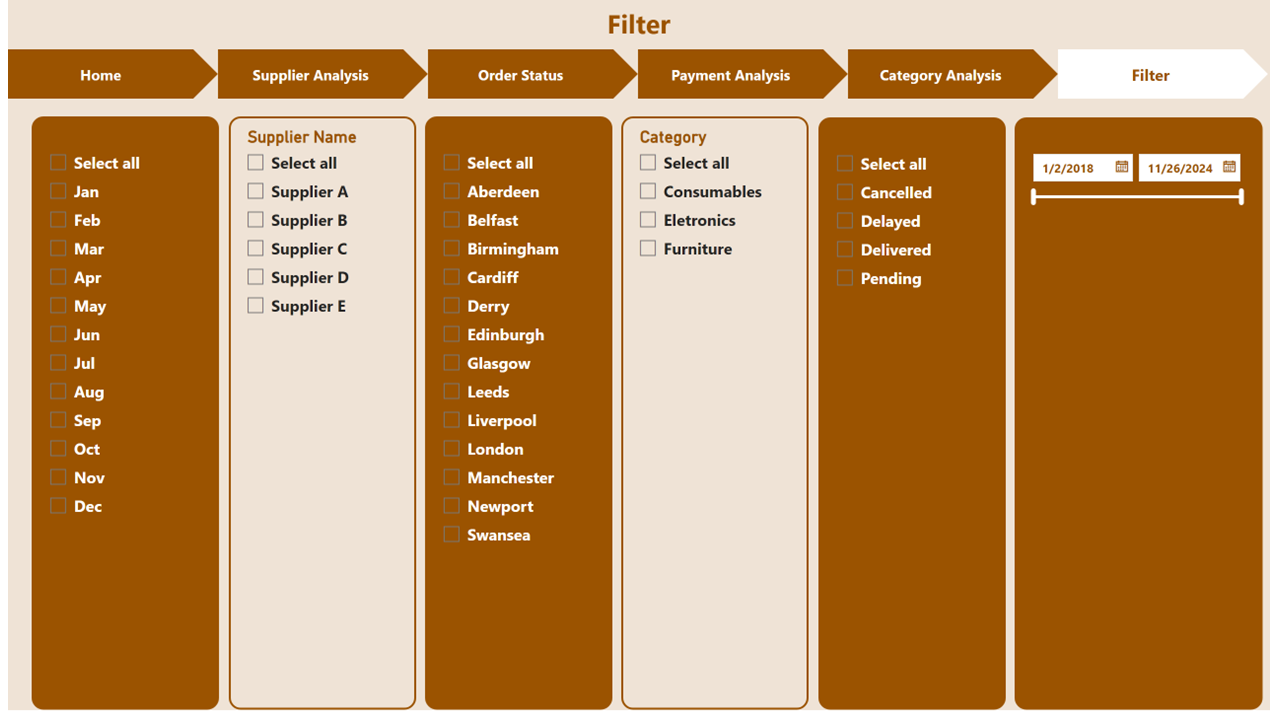 Filter
Home
Supplier Analysis
Order Status
Payment Analysis
Category Analysis
Filter
Select all
Jan
Feb
Mar
Apr
May
Jun
Jul
Aug
Sep
Oct
Nov
Dec
Supplier Name
Select all
Supplier A
Supplier B
Supplier C
Supplier D
Supplier E
Select all
Aberdeen
Belfast
Birmingham
Cardiff
Derry
Edinburgh
Glasgow
Leeds
Liverpool
London
Manchester
Newport
Swansea
Category
Select all
Consumables
Eletronics
Furniture
Select all
Cancelled
Delayed
Delivered
Pending
1/2/2018
11/26/2024